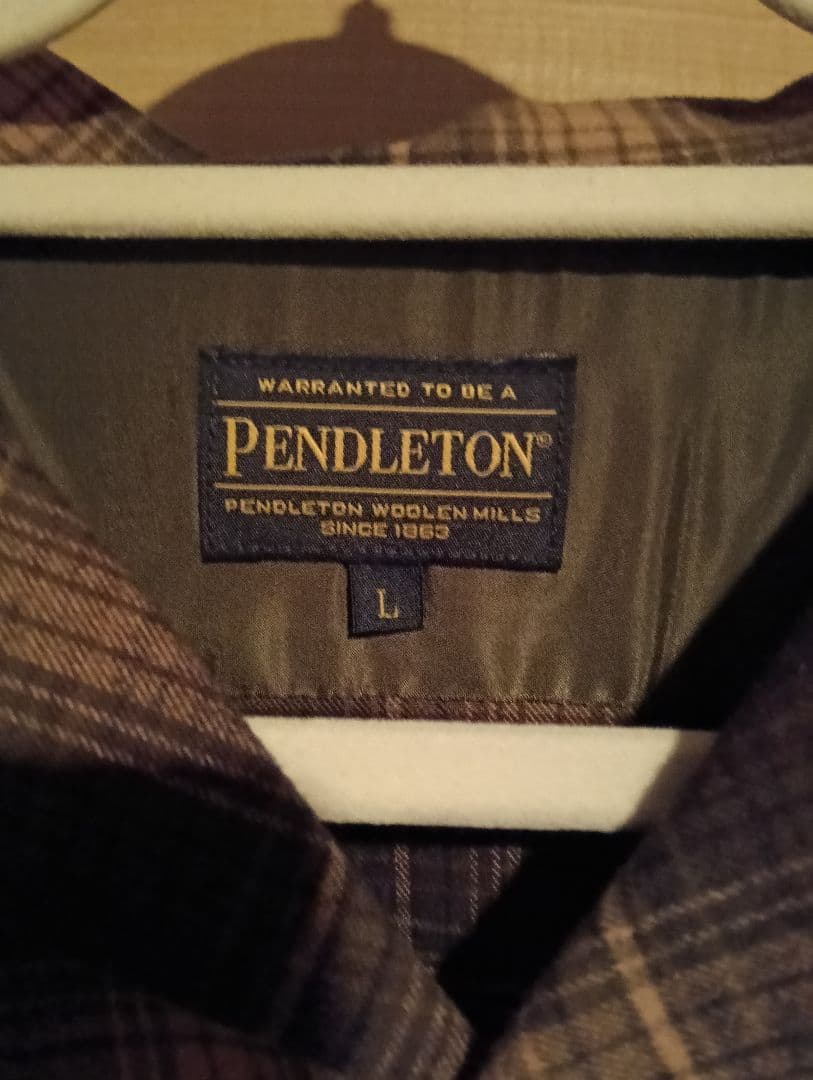 WARRANTED TO BE A
PENDLETON®
PENDLETON WOOLEN MILLS
SINCE 1863
L